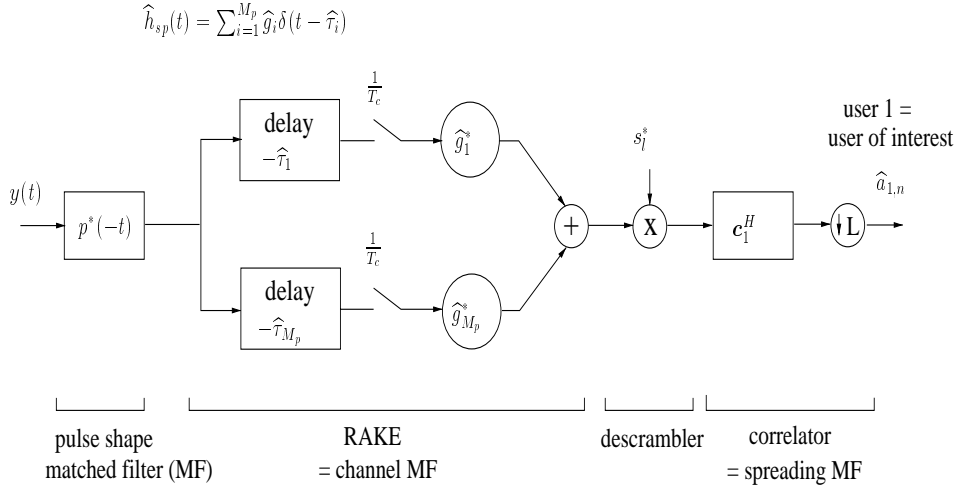 ĥ_sp(t) = ∑_{i=1}^{M_p} ĝ_i δ(t − τ̂_i)
1/T_c
delay
−τ̂_1
ĝ_1^*
user 1 =
user of interest
s_l^*
â_{1,n}
y(t)
p^*(−t)
+
X
c_1^H
↓L
1/T_c
delay
−τ̂_{M_p}
ĝ_{M_p}^*
pulse shape
matched filter (MF)
RAKE
= channel MF
descrambler
correlator
= spreading MF